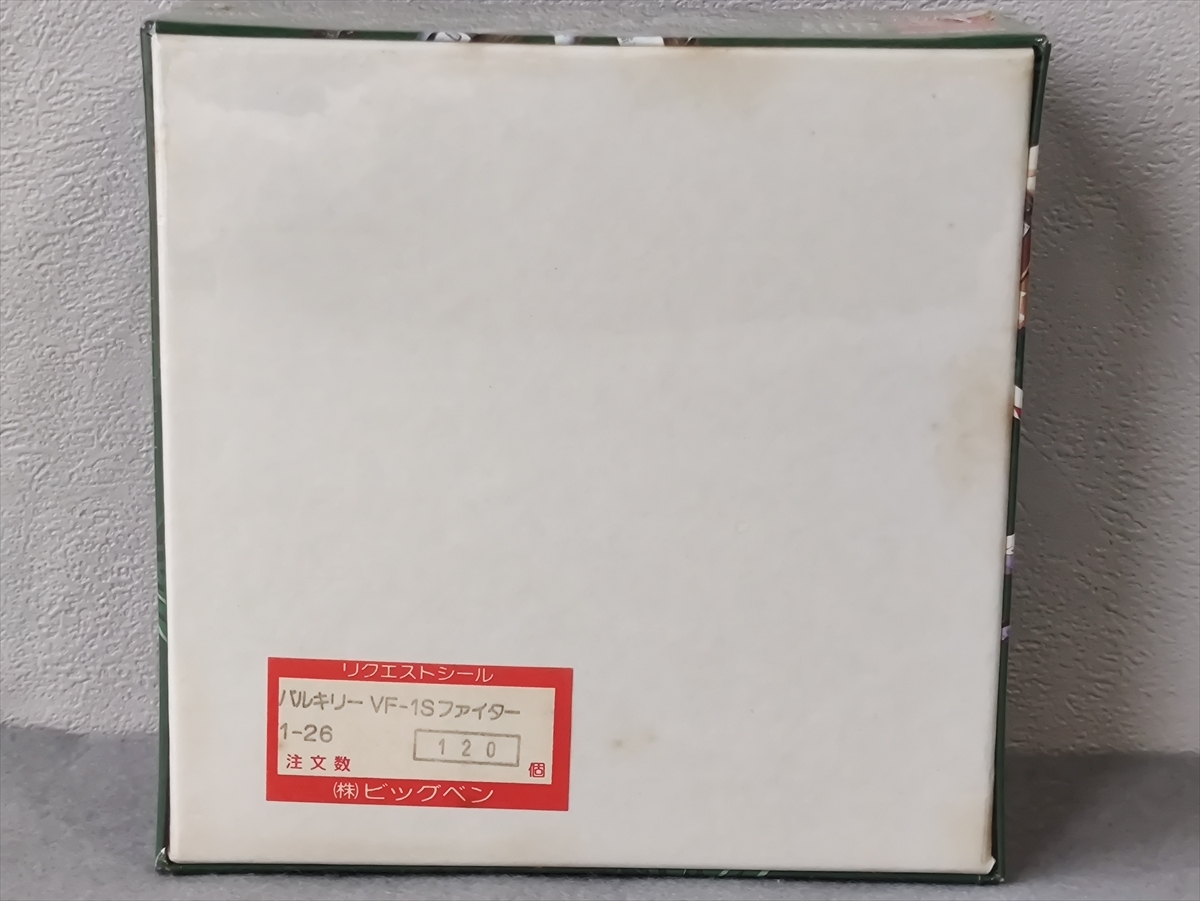 リクエストシール
バルキリー VF-1Sファイター
1-26
120
注文数 個
(株)ビッグベン